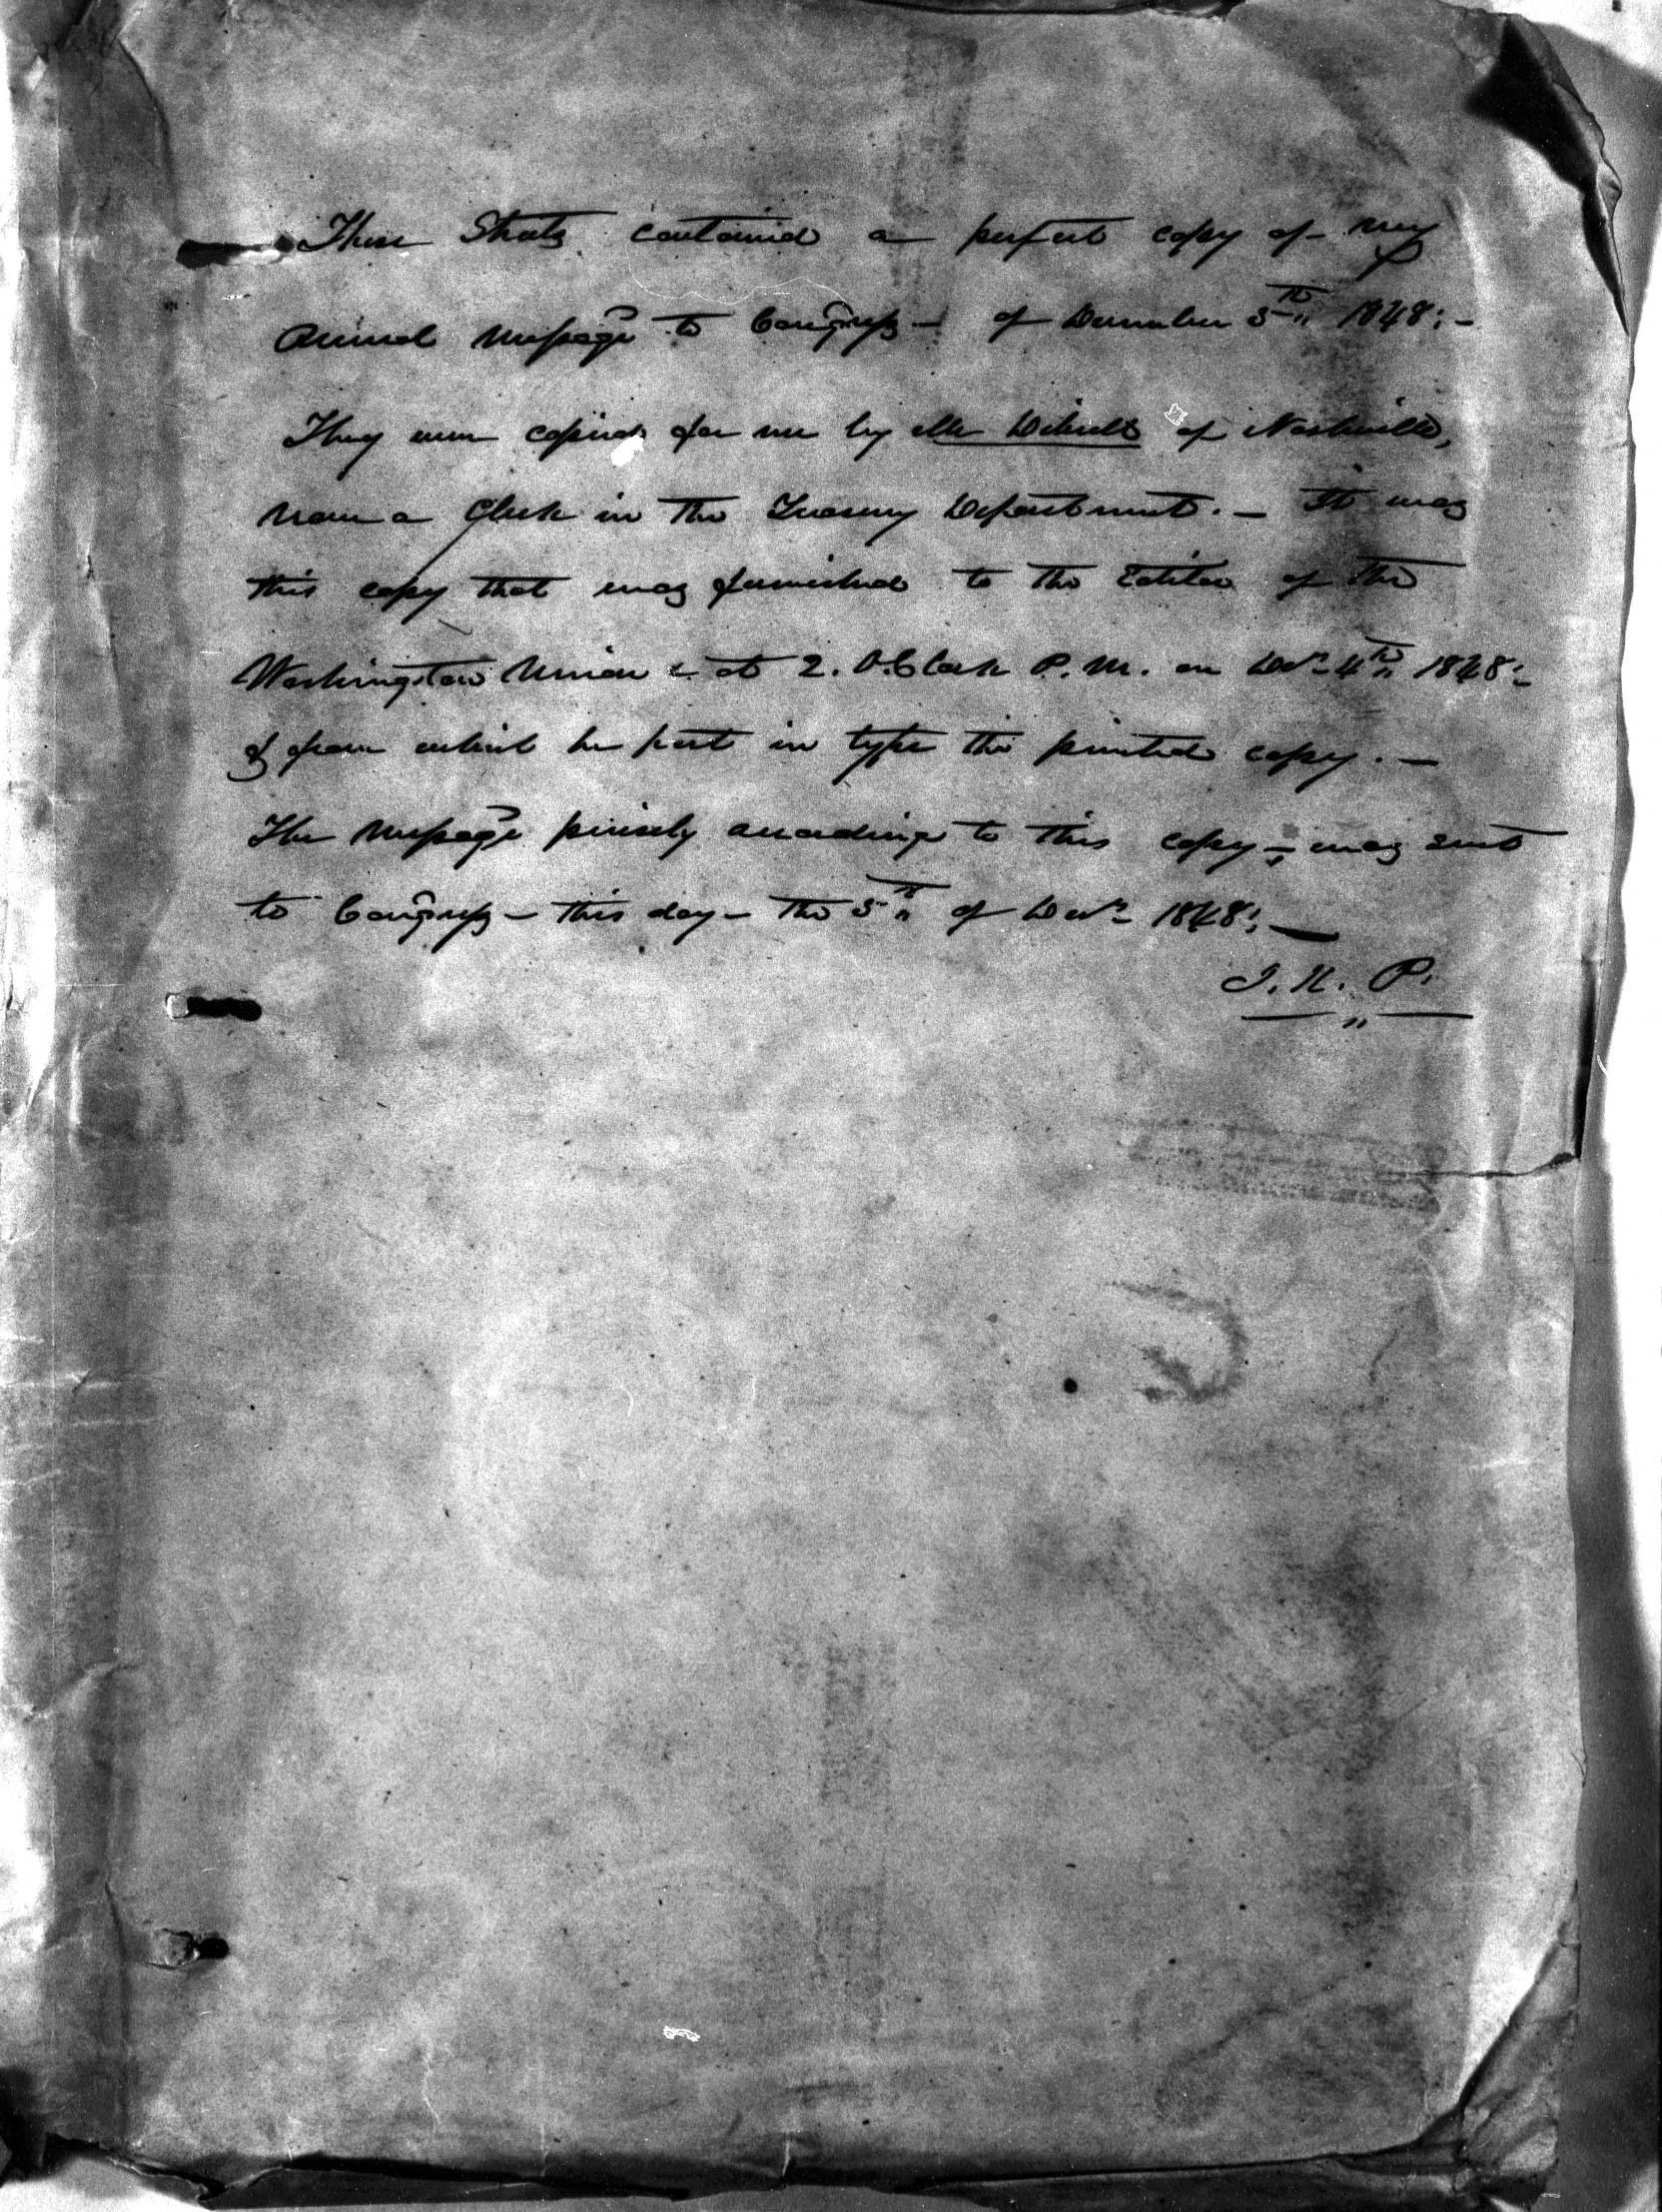 These Sheets contained a perfect copy of my
annual message to Congress - of December 5th 1848:-
They were copied for me by Mr of Nashville,
now a Clerk in the Treasury Department. - It was
this copy that was furnished to the Editor of the
Washington Union - at 2. O.Clock P.M. on Decr 4th 1848:-
& from which he put in type the printed copy. -
The message precisely according to this copy - was sent
to Congress - this day - the 5th of Decr 1848:-
J.K.P.